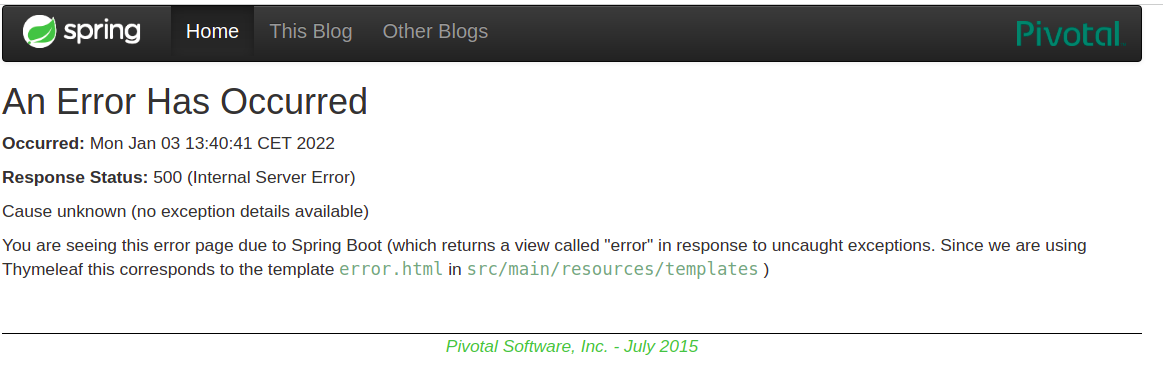 spring Home This Blog Other Blogs Pivotal
An Error Has Occurred
Occurred: Mon Jan 03 13:40:41 CET 2022
Response Status: 500 (Internal Server Error)
Cause unknown (no exception details available)
You are seeing this error page due to Spring Boot (which returns a view called "error" in response to uncaught exceptions. Since we are using
Thymeleaf this corresponds to the template error.html in src/main/resources/templates )
Pivotal Software, Inc. - July 2015